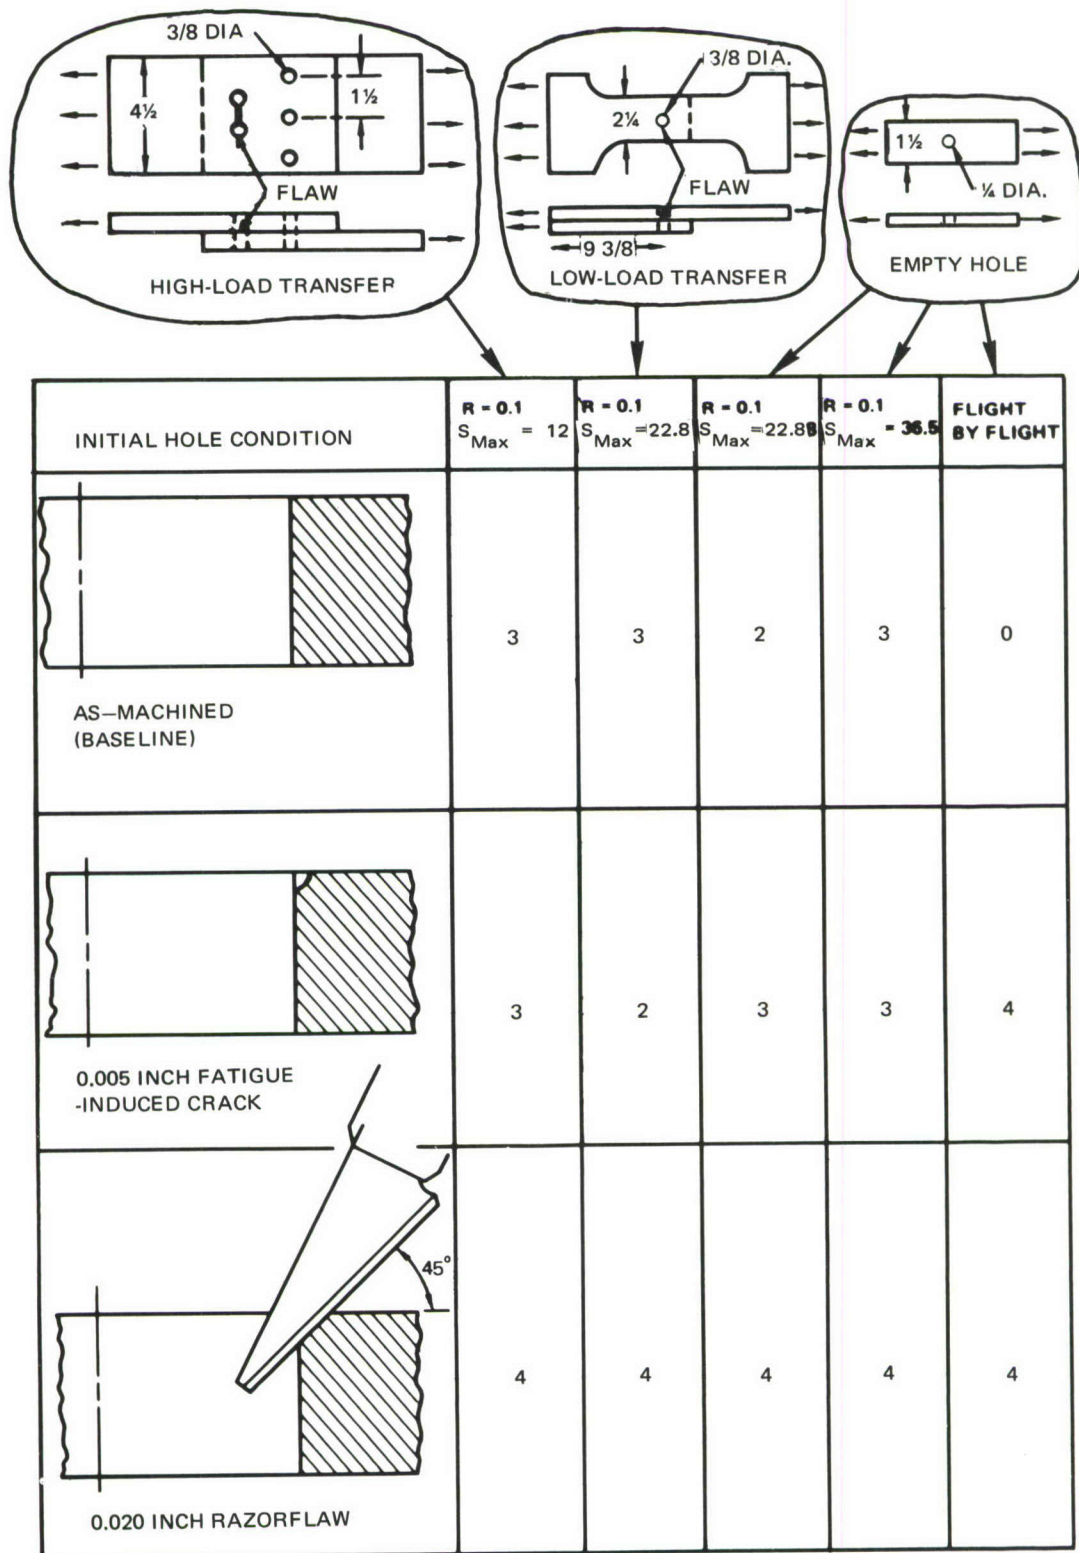 3/8 DIA
4½
1½
FLAW
HIGH-LOAD TRANSFER
3/8 DIA.
2¼
FLAW
9 3/8
LOW-LOAD TRANSFER
1½
¼ DIA.
EMPTY HOLE
INITIAL HOLE CONDITION
R = 0.1
S Max = 12
R = 0.1
S Max =22.8
R = 0.1
S Max =22.8
R = 0.1
S Max = 36.5
FLIGHT
BY FLIGHT
AS—MACHINED
(BASELINE)
3 3 2 3 0
0.005 INCH FATIGUE
-INDUCED CRACK
3 2 3 3 4
45°
0.020 INCH RAZORFLAW
4 4 4 4 4